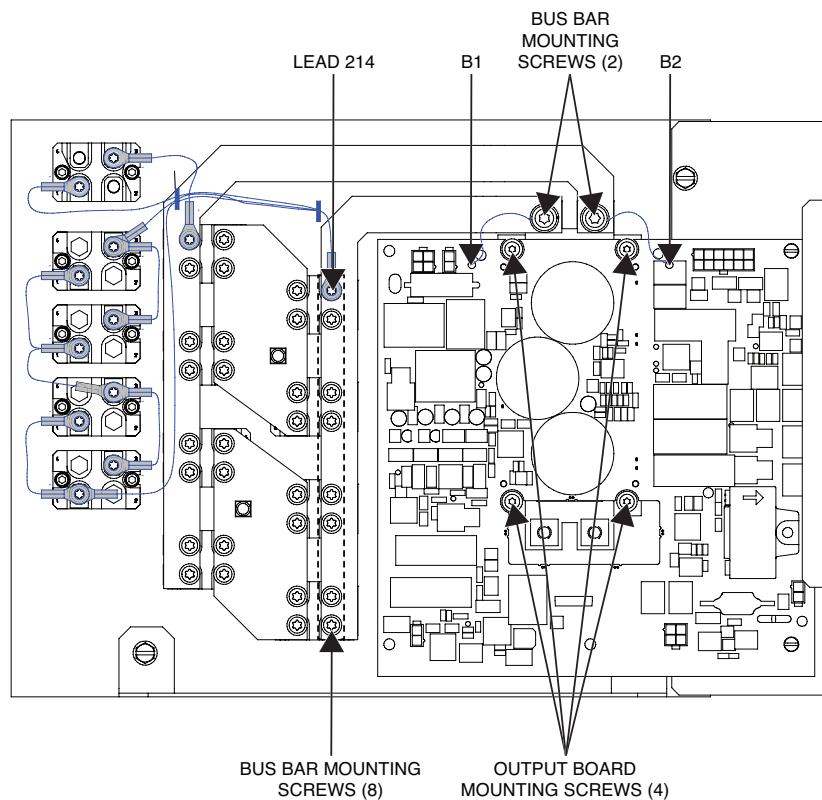 BUS BAR
MOUNTING
SCREWS (2)
LEAD 214
B1
B2
BUS BAR MOUNTING
SCREWS (8)
OUTPUT BOARD
MOUNTING SCREWS (4)